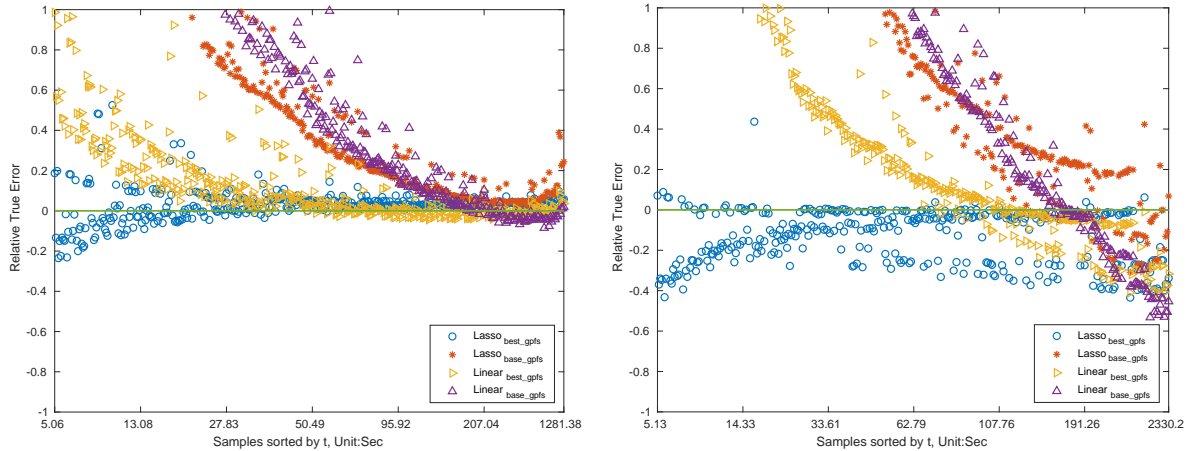 1
0.8
0.6
0.4
0.2
0
-0.2
-0.4
-0.6
-0.8
-1
Relative True Error
5.06 13.08 27.83 50.49 95.92 207.04 1281.38
Samples sorted by t, Unit:Sec
Lasso best_gpfs
Lasso base_gpfs
Linear best_gpfs
Linear base_gpfs
1
0.8
0.6
0.4
0.2
0
-0.2
-0.4
-0.6
-0.8
-1
Relative True Error
5.13 14.33 33.61 62.79 107.76 191.26 2330.2
Samples sorted by t, Unit:Sec
Lasso best_gpfs
Lasso base_gpfs
Linear best_gpfs
Linear base_gpfs